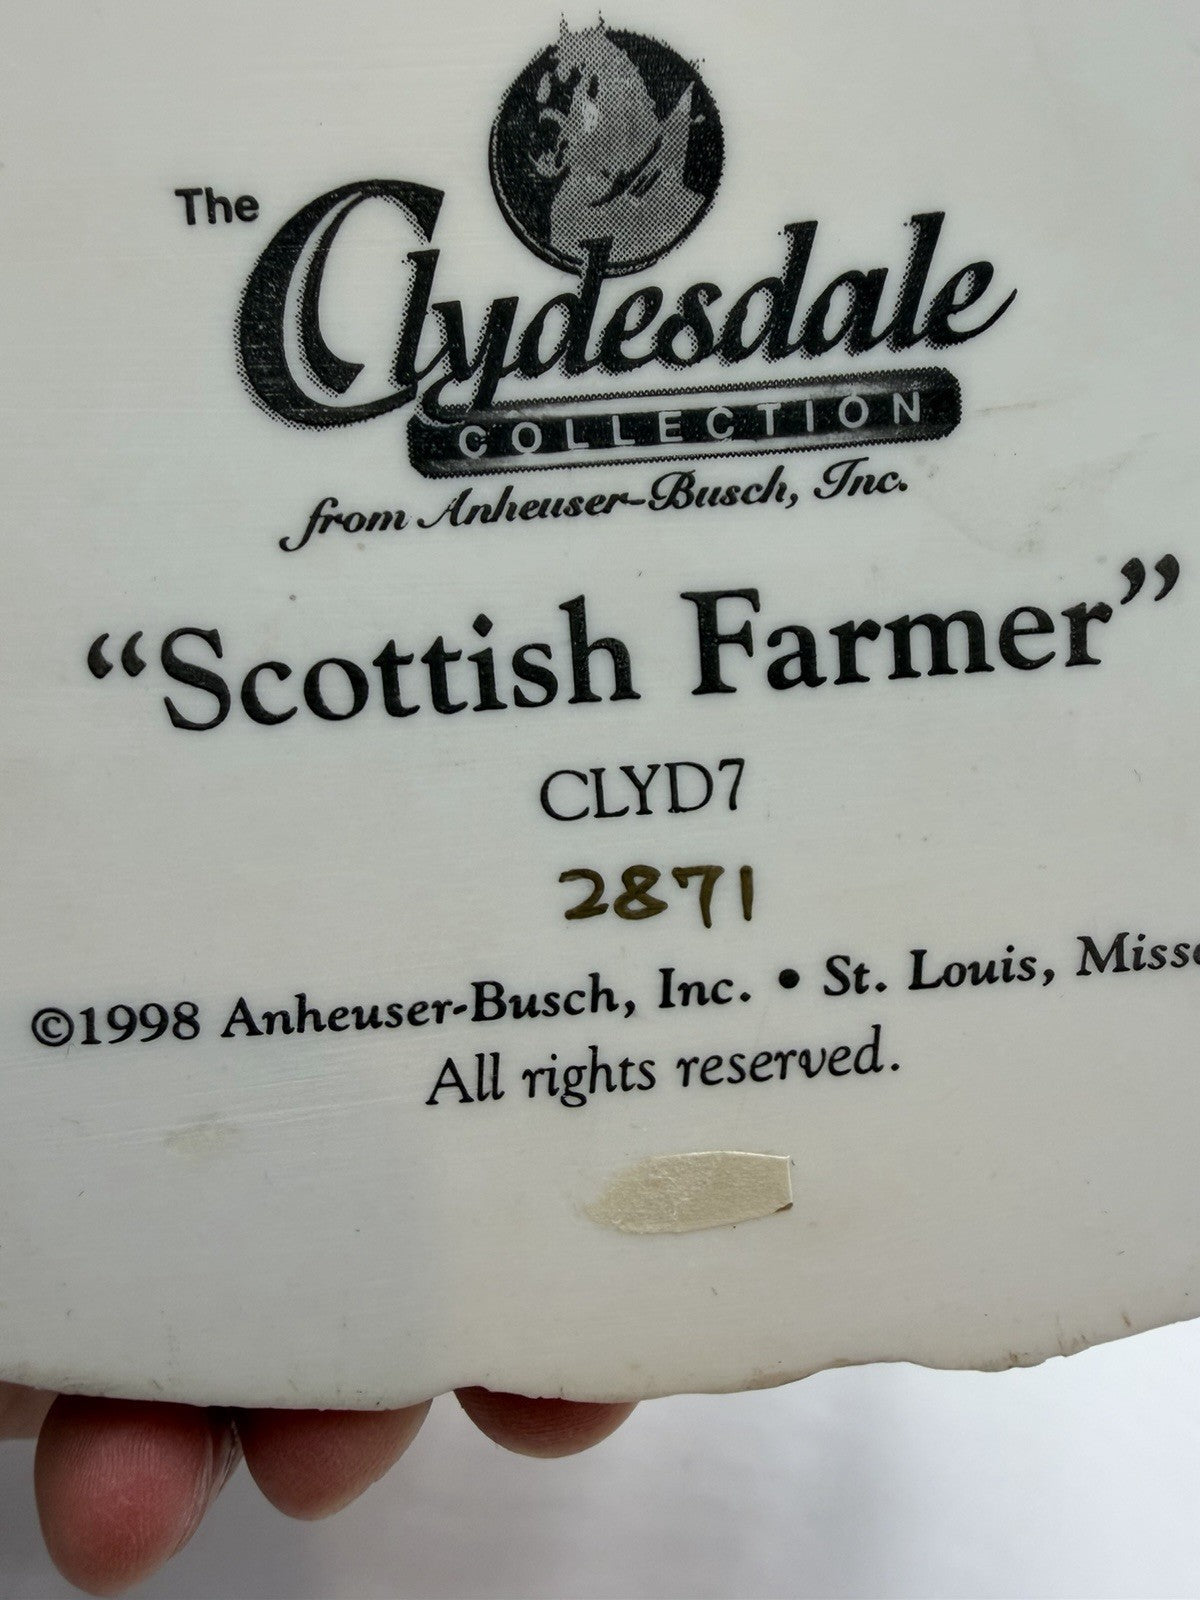 The Clydesdale
COLLECTION
from Anheuser-Busch, Inc.
“Scottish Farmer”
CLYD7
2871
©1998 Anheuser-Busch, Inc. • St. Louis,
All rights reserved.